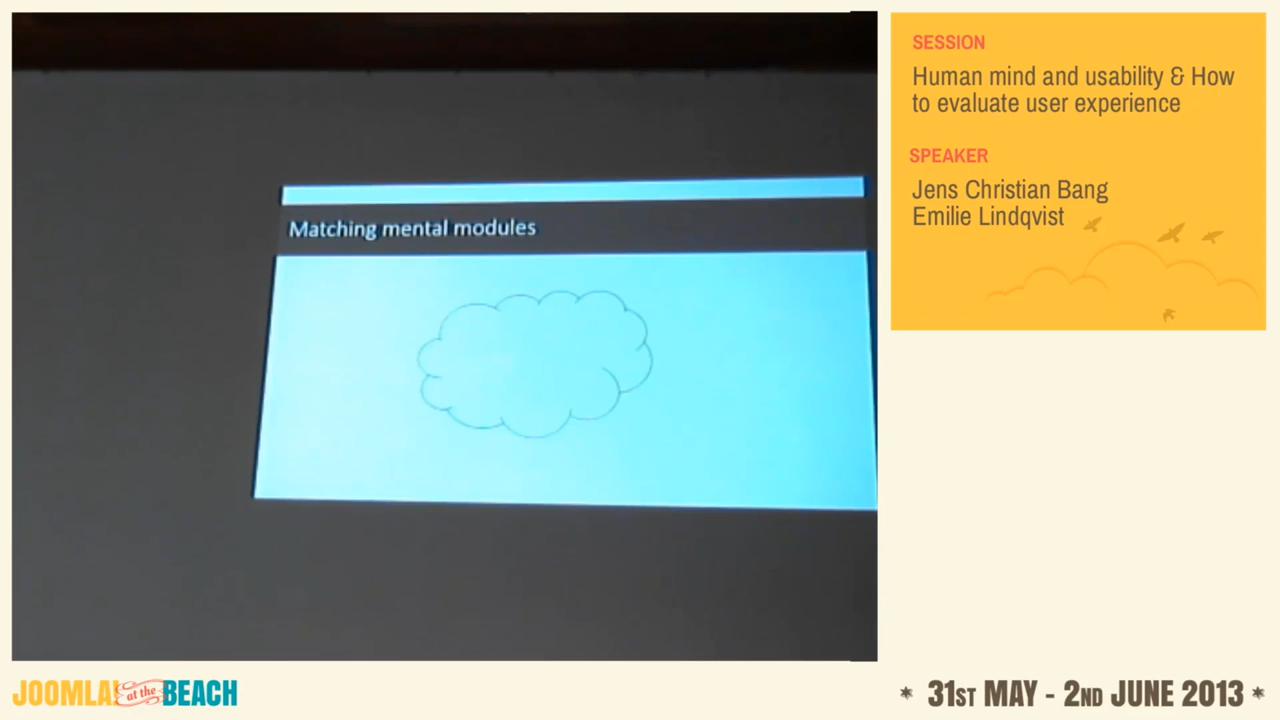 Matching mental modules
SESSION
Human mind and usability & How
to evaluate user experience
SPEAKER
Jens Christian Bang
Emilie Lindqvist
JOOMLA! at the BEACH
* 31ST MAY - 2ND JUNE 2013 *